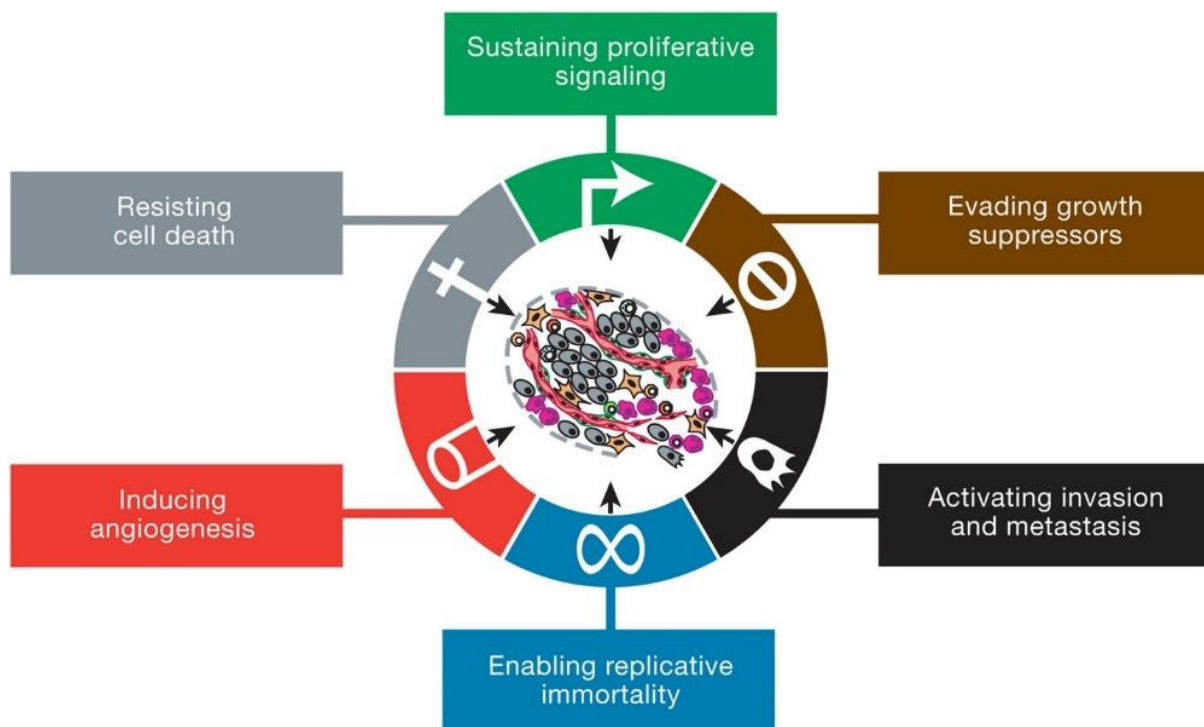 Sustaining proliferative
signaling
Resisting
cell death
Evading growth
suppressors
Inducing
angiogenesis
Activating invasion
and metastasis
Enabling replicative
immortality